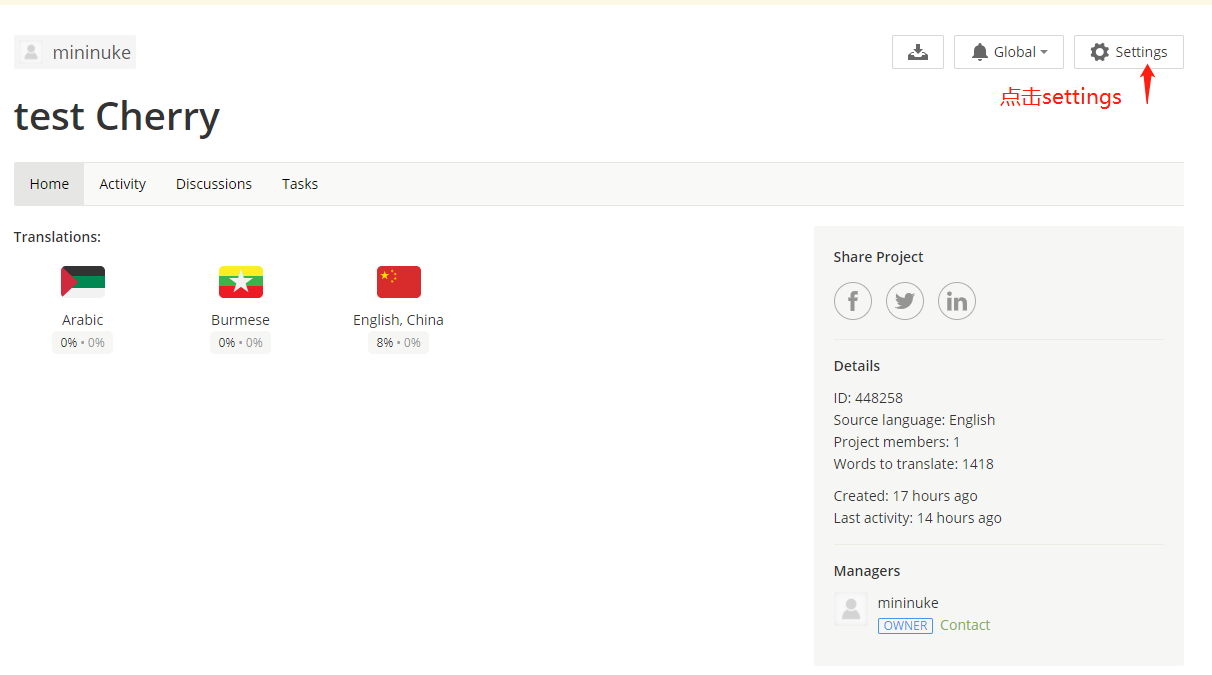 mininuke
Global
Settings
点击settings
test Cherry
Home
Activity
Discussions
Tasks
Translations:
Arabic
0% • 0%
Burmese
0% • 0%
English, China
8% • 0%
Share Project
Details
ID: 448258
Source language: English
Project members: 1
Words to translate: 1418
Created: 17 hours ago
Last activity: 14 hours ago
Managers
mininuke
OWNER Contact